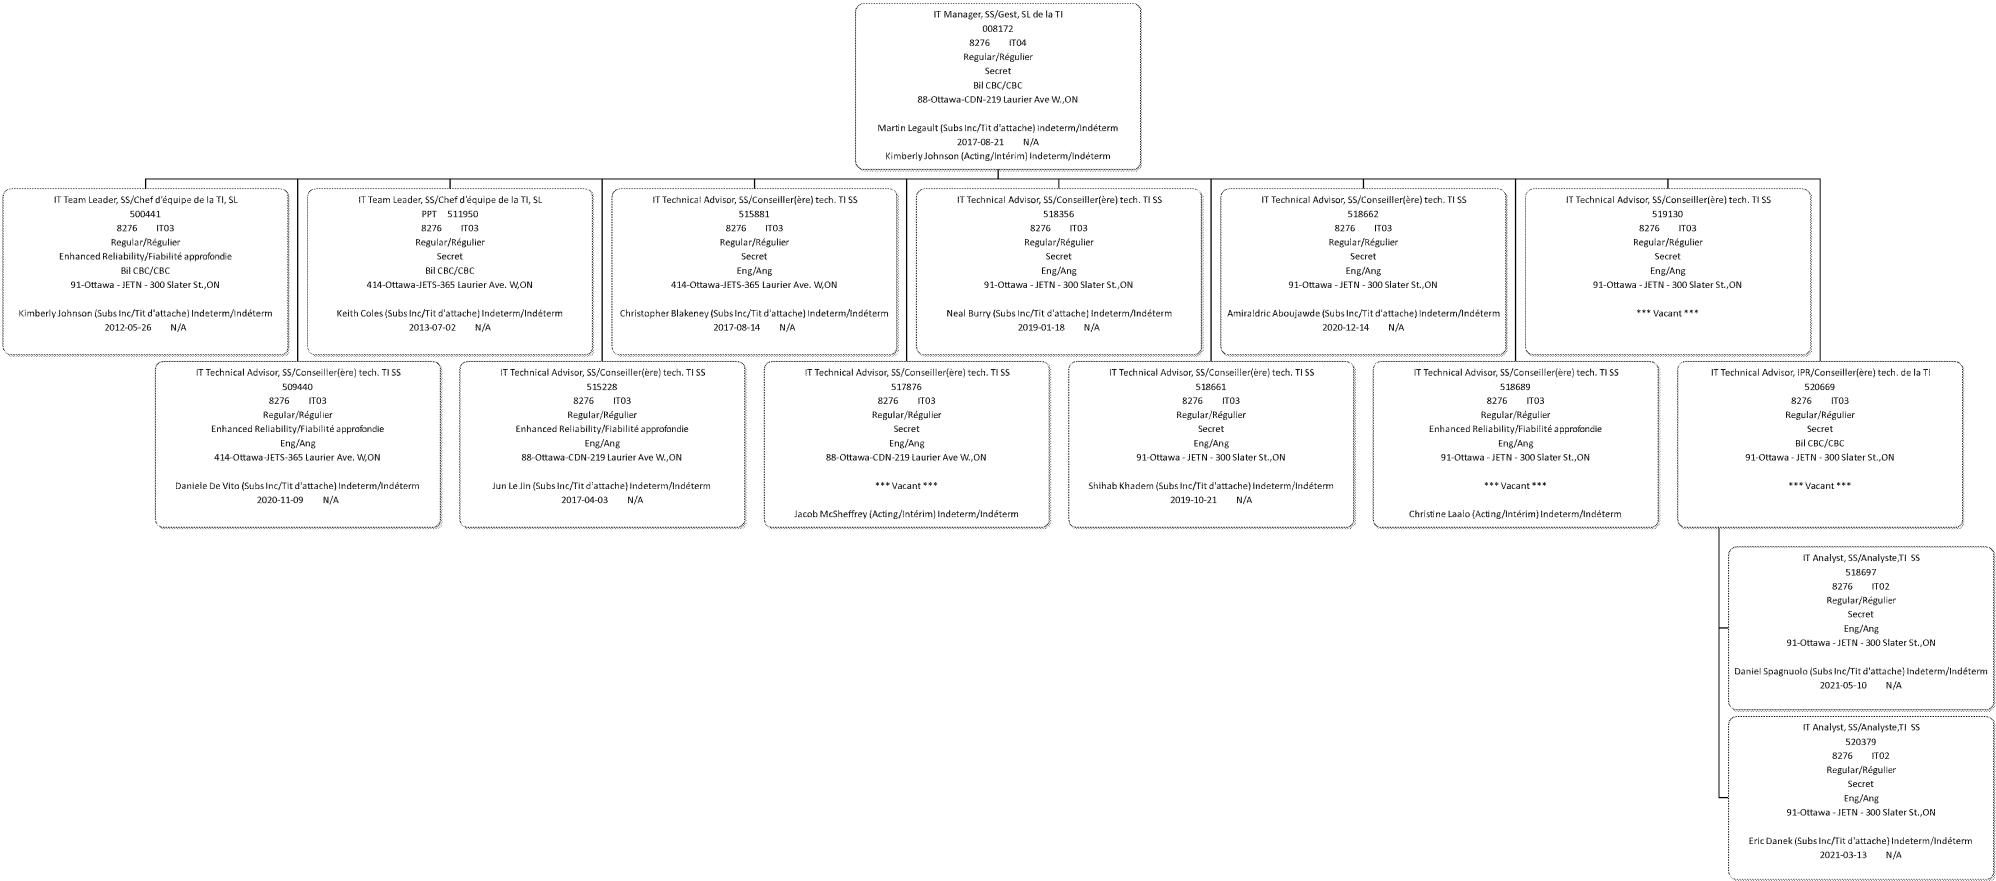 IT Manager, SS/Gest, SL de la TI
008172
8276 IT04
Regular/Régulier
Secret
Bil CBC/CBC
88-Ottawa-CDN-219 Laurier Ave W.,ON
Martin Legault (Subs Inc/Tit d'attache) Indeterm/Indéterm
2017-08-21 N/A
Kimberly Johnson (Acting/Intérim) Indeterm/Indéterm
IT Team Leader, SS/Chef d'équipe de la TI, SL
500441
8276 IT03
Regular/Régulier
Enhanced Reliability/Fiabilité approfondie
Bil CBC/CBC
91-Ottawa - JETN - 300 Slater St.,ON
Kimberly Johnson (Subs Inc/Tit d'attache) Indeterm/Indéterm
2012-05-26 N/A
IT Team Leader, SS/Chef d'équipe de la TI, SL
PPT 511950
8276 IT03
Regular/Régulier
Secret
Bil CBC/CBC
414-Ottawa-JETS-365 Laurier Ave. W,ON
Keith Coles (Subs Inc/Tit d'attache) Indeterm/Indéterm
2013-07-02 N/A
IT Technical Advisor, SS/Conseiller(ère) tech. TI SS
515881
8276 IT03
Regular/Régulier
Secret
Eng/Ang
414-Ottawa-JETS-365 Laurier Ave. W,ON
Christopher Blakeney (Subs Inc/Tit d'attache) Indeterm/Indéterm
2017-08-14 N/A
IT Technical Advisor, SS/Conseiller(ère) tech. TI SS
518356
8276 IT03
Regular/Régulier
Secret
Eng/Ang
91-Ottawa - JETN - 300 Slater St.,ON
Neal Burry (Subs Inc/Tit d'attache) Indeterm/Indéterm
2019-01-18 N/A
IT Technical Advisor, SS/Conseiller(ère) tech. TI SS
518662
8276 IT03
Regular/Régulier
Secret
Eng/Ang
91-Ottawa - JETN - 300 Slater St.,ON
Amiraldric Aboujawde (Subs Inc/Tit d'attache) Indeterm/Indéterm
2020-12-14 N/A
IT Technical Advisor, SS/Conseiller(ère) tech. TI SS
519130
8276 IT03
Regular/Régulier
Secret
Eng/Ang
91-Ottawa - JETN - 300 Slater St.,ON
*** Vacant ***
IT Technical Advisor, SS/Conseiller(ère) tech. TI SS
509440
8276 IT03
Regular/Régulier
Enhanced Reliability/Fiabilité approfondie
Eng/Ang
414-Ottawa-JETS-365 Laurier Ave. W,ON
Daniele De Vito (Subs Inc/Tit d'attache) Indeterm/Indéterm
2020-11-09 N/A
IT Technical Advisor, SS/Conseiller(ère) tech. TI SS
515228
8276 IT03
Regular/Régulier
Enhanced Reliability/Fiabilité approfondie
Eng/Ang
88-Ottawa-CDN-219 Laurier Ave W.,ON
Jun Le Jin (Subs Inc/Tit d'attache) Indeterm/Indéterm
2017-04-03 N/A
IT Technical Advisor, SS/Conseiller(ère) tech. TI SS
517876
8276 IT03
Regular/Régulier
Secret
Eng/Ang
88-Ottawa-CDN-219 Laurier Ave W.,ON
*** Vacant ***
Jacob McSheffrey (Acting/Intérim) Indeterm/Indéterm
IT Technical Advisor, SS/Conseiller(ère) tech. TI SS
518661
8276 IT03
Regular/Régulier
Secret
Eng/Ang
91-Ottawa - JETN - 300 Slater St.,ON
Shihab Khadem (Subs Inc/Tit d'attache) Indeterm/Indéterm
2019-10-21 N/A
IT Technical Advisor, SS/Conseiller(ère) tech. TI SS
518689
8276 IT03
Regular/Régulier
Enhanced Reliability/Fiabilité approfondie
Eng/Ang
91-Ottawa - JETN - 300 Slater St.,ON
*** Vacant ***
Christine Laalo (Acting/Intérim) Indeterm/Indéterm
IT Technical Advisor, IPR/Conseiller(ère) tech. de la TI
520669
8276 IT03
Regular/Régulier
Secret
Bil CBC/CBC
91-Ottawa - JETN - 300 Slater St.,ON
*** Vacant ***
IT Analyst, SS/Analyste,TI SS
518697
8276 IT02
Regular/Régulier
Secret
Eng/Ang
91-Ottawa - JETN - 300 Slater St.,ON
Daniel Spagnuolo (Subs Inc/Tit d'attache) Indeterm/Indéterm
2021-05-10 N/A
IT Analyst, SS/Analyste,TI SS
520379
8276 IT02
Regular/Régulier
Secret
Eng/Ang
91-Ottawa - JETN - 300 Slater St.,ON
Eric Danek (Subs Inc/Tit d'attache) Indeterm/Indéterm
2021-03-13 N/A